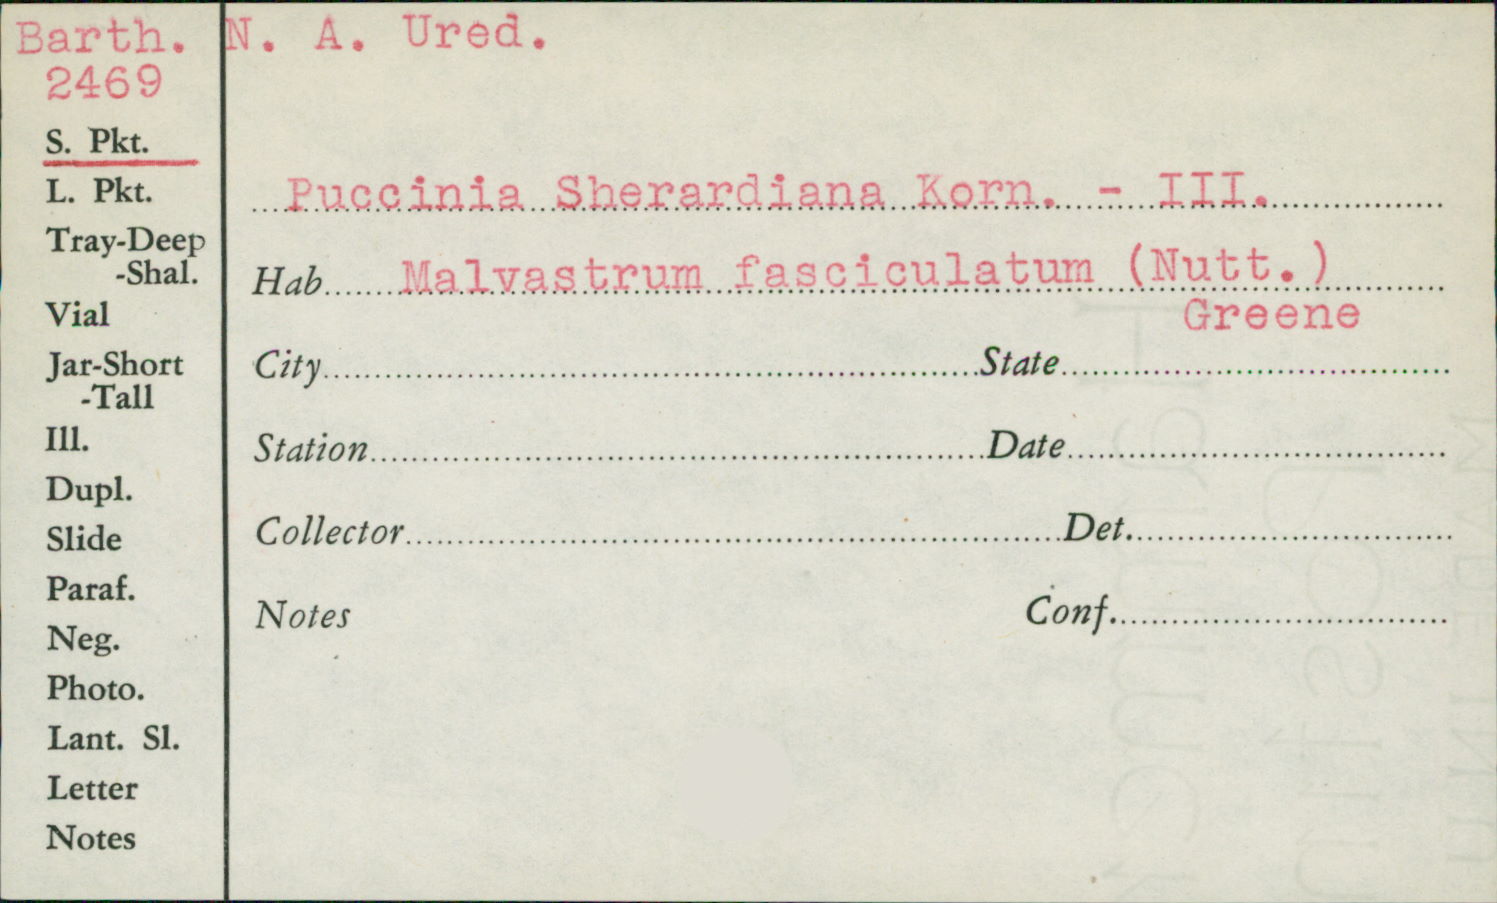 Barth. N. A. Ured.
2469
S. Pkt.
L. Pkt.
Tray-Deep
-Shal.
Vial
Jar-Short
-Tall
Ill.
Dupl.
Slide
Paraf.
Neg.
Photo.
Lant. Sl.
Letter
Notes
Puccinia Sherardiana Korn. - III.
Hab Malvastrum fasciculatum (Nutt.)
Greene
City State
Station Date
Collector Det.
Notes Conf.